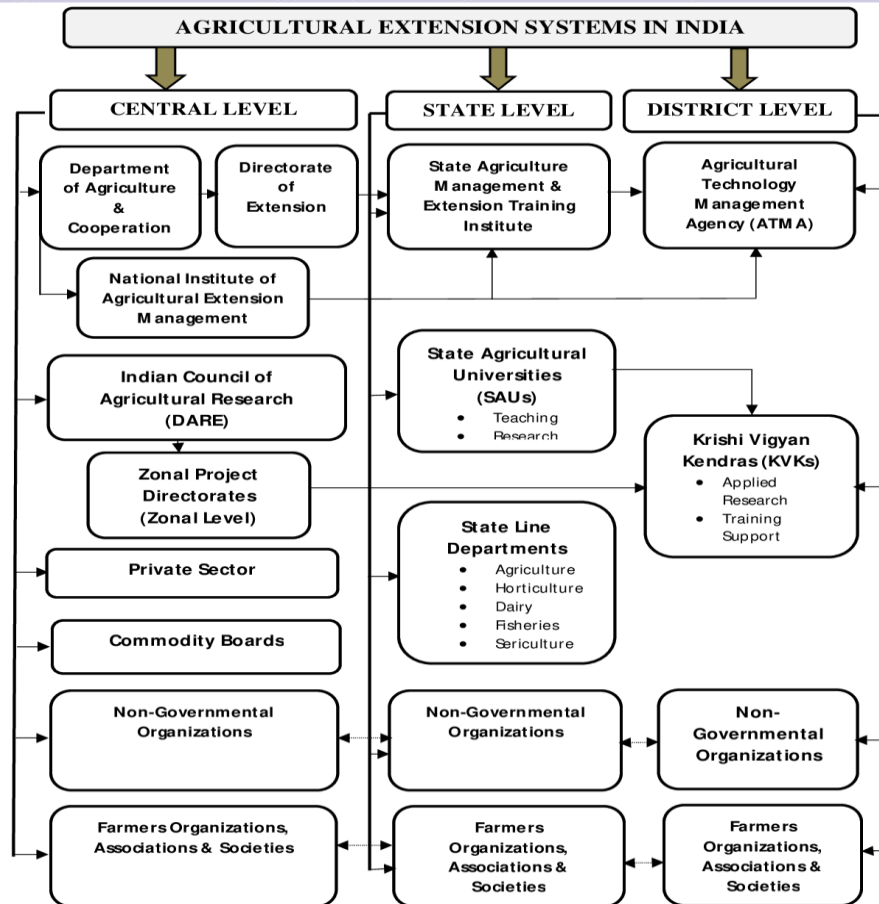 AGRICULTURAL EXTENSION SYSTEMS IN INDIA
CENTRAL LEVEL
STATE LEVEL
DISTRICT LEVEL
Department
of Agriculture
&
Cooperation
Directorate
of
Extension
State Agriculture
Management &
Extension Training
Institute
Agricultural
Technology
Management
Agency (ATMA)
National Institute of
Agricultural Extension
Management
Indian Council of
Agricultural Research
(DARE)
State Agricultural
Universities
(SAUs)
• Teaching
• Research
Zonal Project
Directorates
(Zonal Level)
Krishi Vigyan
Kendras (KVKs)
• Applied
Research
• Training
Support
State Line
Departments
• Agriculture
• Horticulture
• Dairy
• Fisheries
• Sericulture
Private Sector
Commodity Boards
Non-Governmental
Organizations
Non-Governmental
Organizations
Non-
Governmental
Organizations
Farmers Organizations,
Associations & Societies
Farmers
Organizations,
Associations &
Societies
Farmers
Organizations,
Associations &
Societies